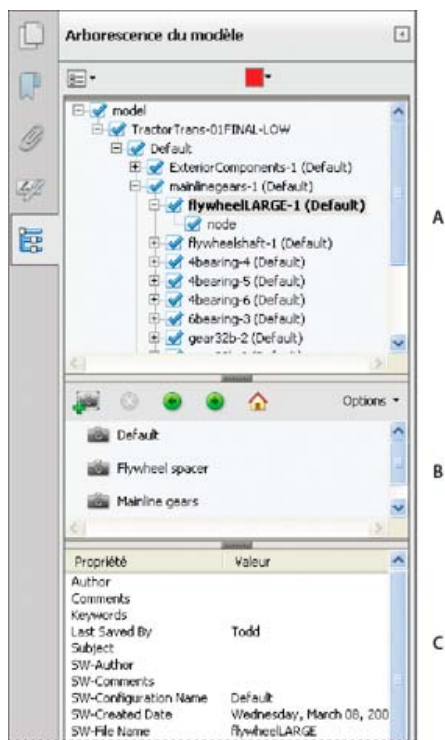 Arborescence du modèle
model
TractorTrans-01FINAL-LOW
Default
ExteriorComponents-1 (Default)
mainlinegears-1 (Default)
flywheelLARGE-1 (Default)
node
flywheelshaft-1 (Default)
4bearing-4 (Default)
4bearing-5 (Default)
4bearing-6 (Default)
6bearing-3 (Default)
gear32b-2 (Default)
A
Options
Default
Flywheel spacer
Mainline gears
B
Propriété Valeur
Author
Comments
Keywords
Last Saved By Todd
Subject
SW-Author
SW-Comments
SW-Configuration Name Default
SW-Created Date Wednesday, March 08, 200
SW-File Name flywheelLARGE
C